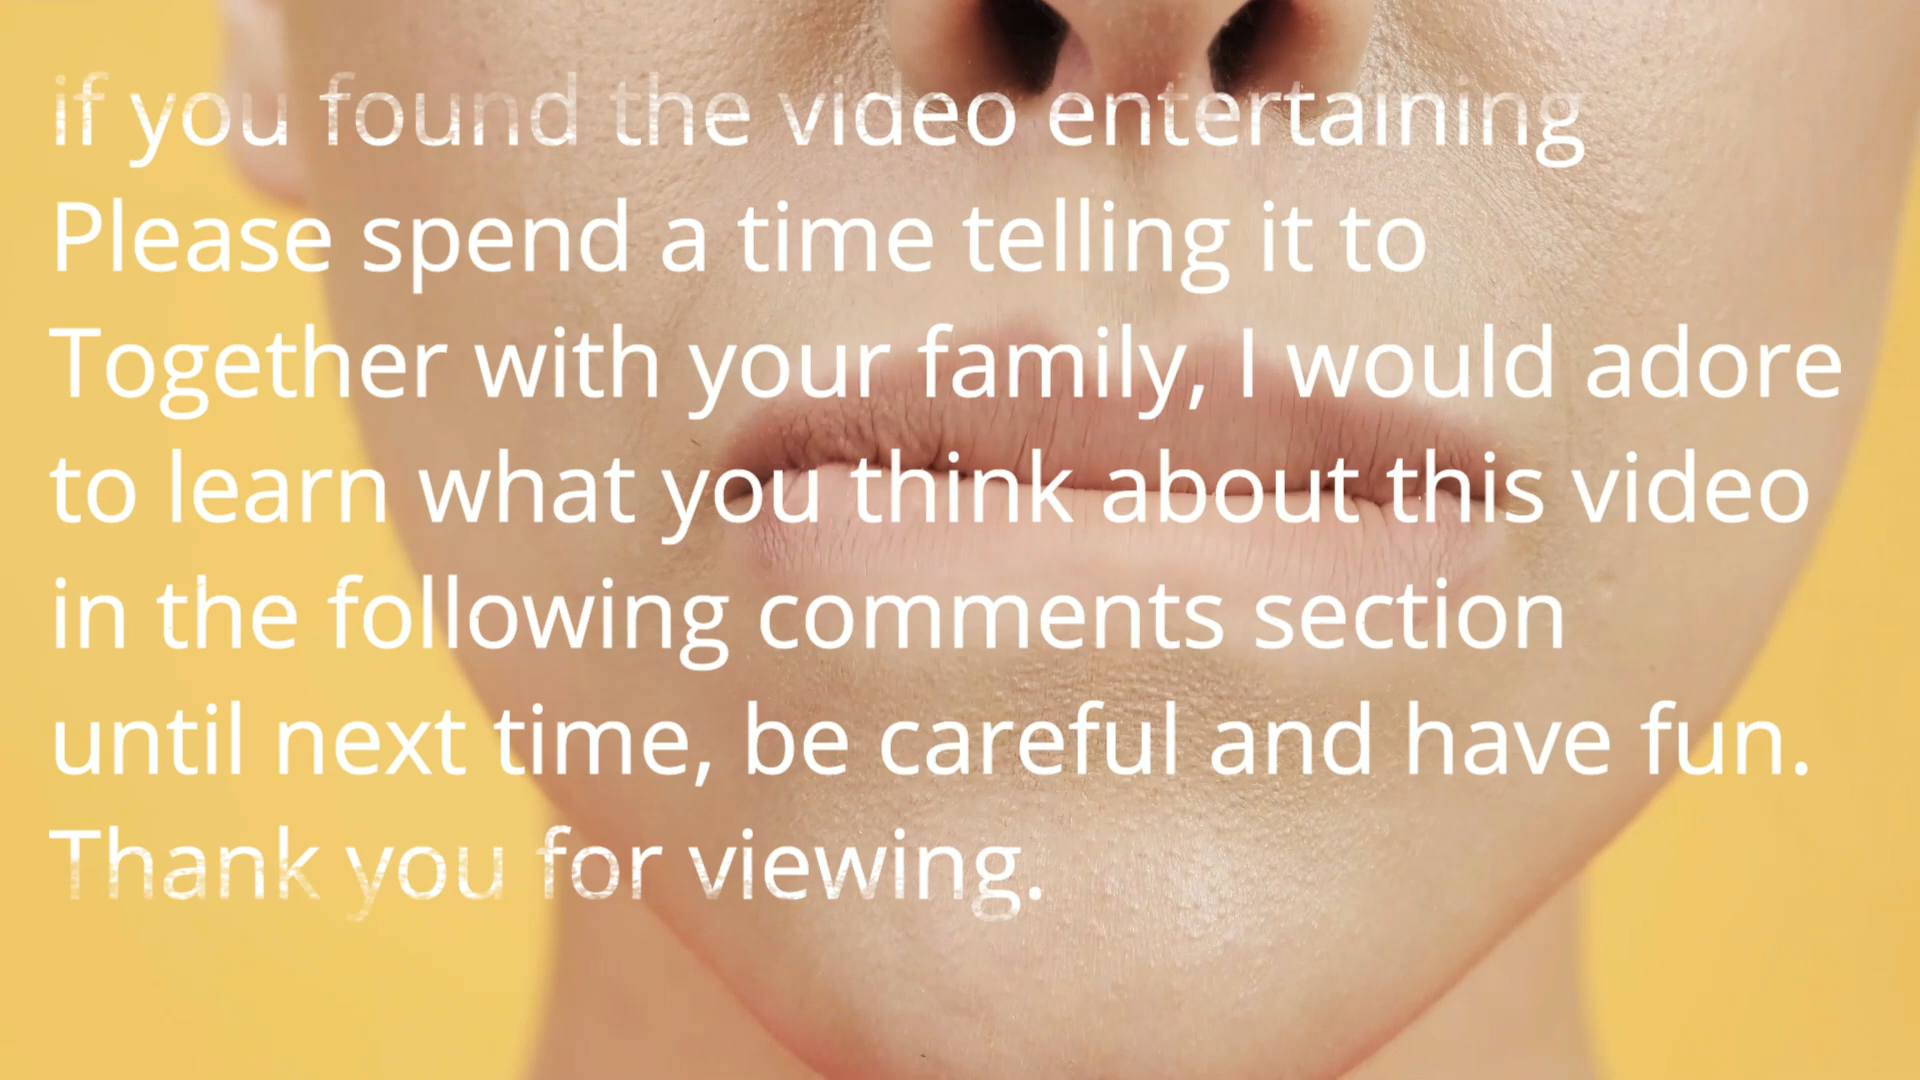 if you found the video entertaining
Please spend a time telling it to
Together with your family, I would adore
to learn what you think about this video
in the following comments section
until next time, be careful and have fun.
Thank you for viewing.